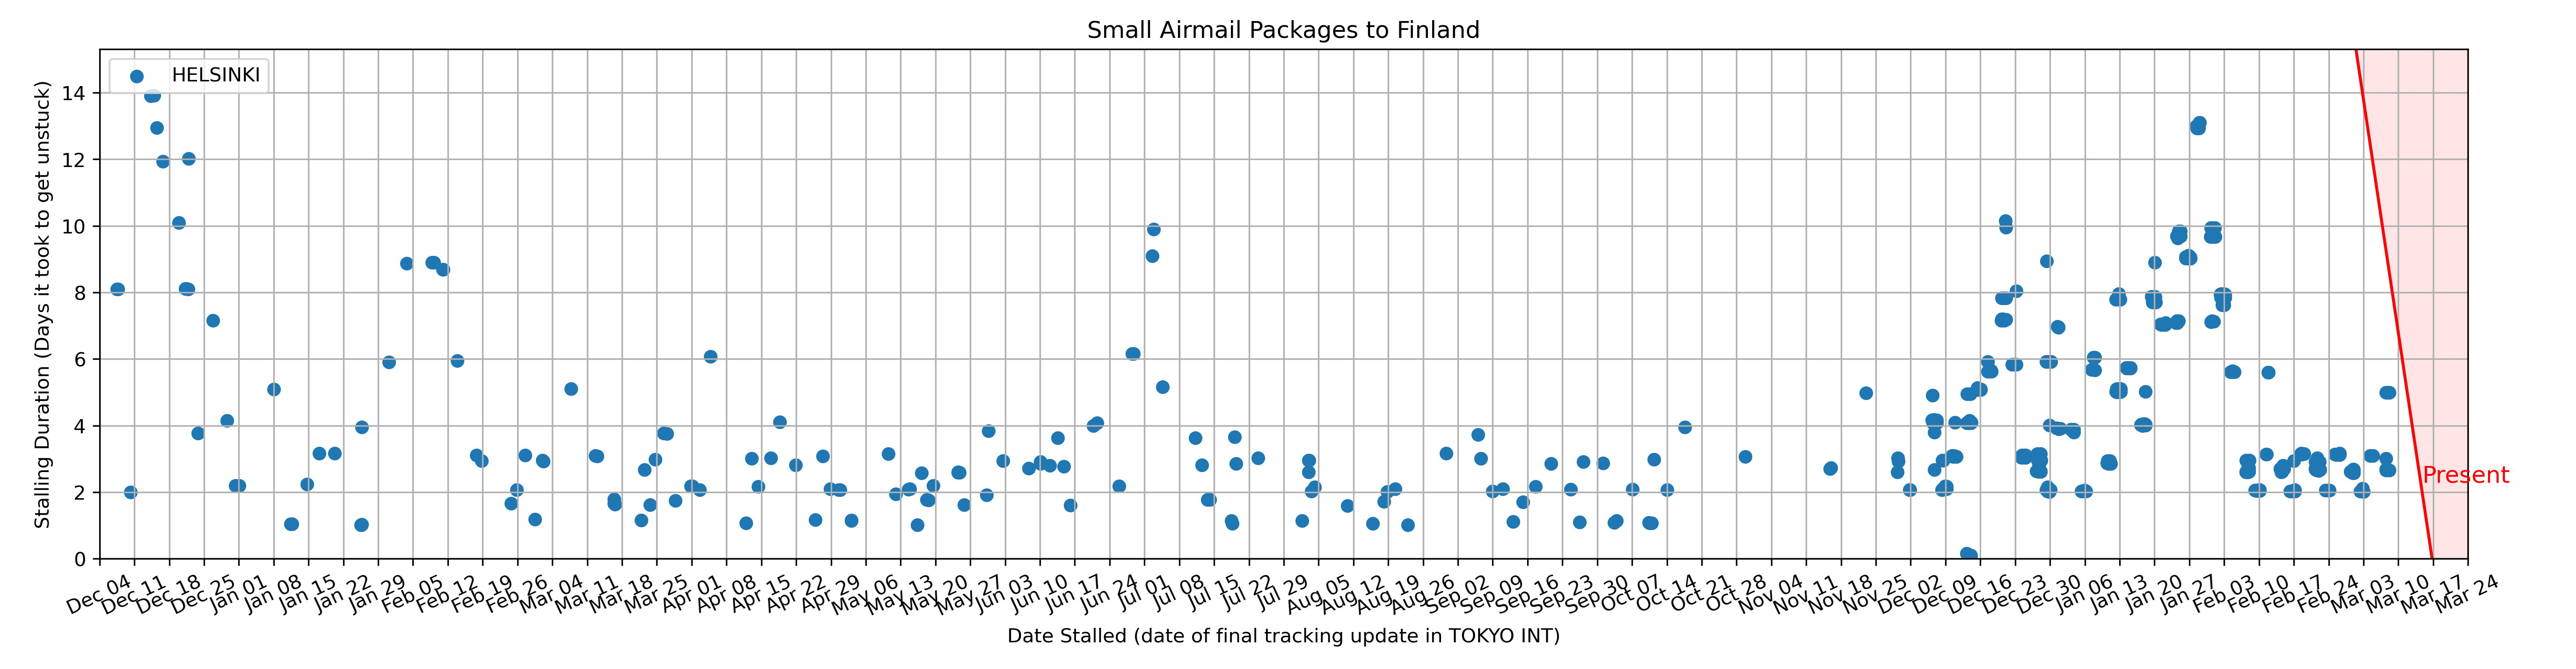 Small Airmail Packages to Finland
HELSINKI
Stalling Duration (Days it took to get unstuck)
14
12
10
8
6
4
2
0
Present
Dec 04
Dec 11
Dec 18
Dec 25
Jan 01
Jan 08
Jan 15
Jan 22
Jan 29
Feb 05
Feb 12
Feb 19
Feb 26
Mar 04
Mar 11
Mar 18
Mar 25
Apr 01
Apr 08
Apr 15
Apr 22
Apr 29
May 06
May 13
May 20
May 27
Jun 03
Jun 10
Jun 17
Jun 24
Jul 01
Jul 08
Jul 15
Jul 22
Jul 29
Aug 05
Aug 12
Aug 19
Aug 26
Sep 02
Sep 09
Sep 16
Sep 23
Sep 30
Oct 07
Oct 14
Oct 21
Oct 28
Nov 04
Nov 11
Nov 18
Nov 25
Dec 02
Dec 09
Dec 16
Dec 23
Dec 30
Jan 06
Jan 13
Jan 20
Jan 27
Feb 03
Feb 10
Feb 17
Feb 24
Mar 03
Mar 10
Mar 17
Mar 24
Date Stalled (date of final tracking update in TOKYO INT)